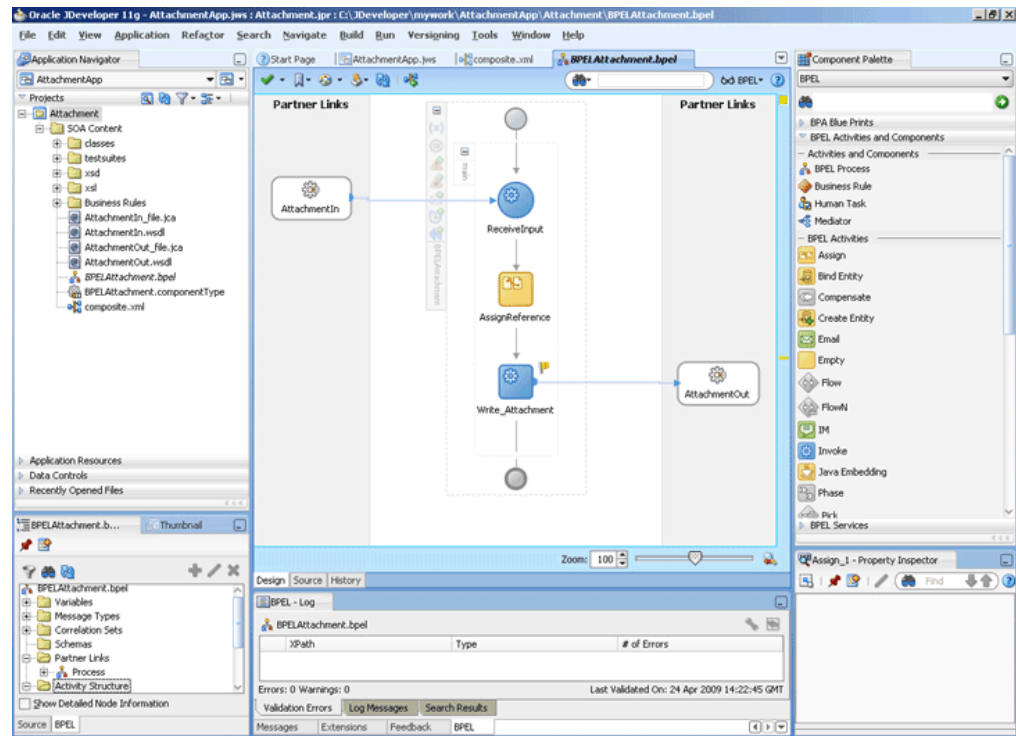 Oracle JDeveloper 11g - AttachmentApp.jws : Attachment.jpr : C:\JDeveloper\mywork\AttachmentApp\Attachment\BPELAttachment.bpel
File Edit View Application Refactor Search Navigate Build Run Versigning Tools Window Help
Application Navigator
AttachmentApp
Projects
Attachment
SOA Content
classes
testsuites
xsd
xsl
Business Rules
AttachmentIn_file.jca
AttachmentIn.wsdl
AttachmentOut_file.jca
AttachmentOut.wsdl
BPELAttachment.bpel
BPELAttachment.componentType
composite.xml
Application Resources
Data Controls
Recently Opened Files
BPELAttachment.b... Thumbnail
BPELAttachment.bpel
Variables
Message Types
Correlation Sets
Schemas
Partner Links
Process
Activity Structure
Show Detailed Node Information
Source BPEL
Start Page AttachmentApp.jws composite.xml BPELAttachment.bpel
BPEL
Partner Links
Partner Links
main
BPELAttachment
AttachmentIn
ReceiveInput
AssignReference
Write_Attachment
AttachmentOut
Zoom: 100
Design Source History
BPEL - Log
BPELAttachment.bpel
XPath Type # of Errors
Errors: 0 Warnings: 0 Last Validated On: 24 Apr 2009 14:22:45 GMT
Validation Errors Log Messages Search Results
Messages Extensions Feedback BPEL
Component Palette
BPEL
BPA Blue Prints
BPEL Activities and Components
Activities and Components
BPEL Process
Business Rule
Human Task
Mediator
BPEL Activities
Assign
Bind Entity
Compensate
Create Entity
Email
Empty
Flow
FlowN
IM
Invoke
Java Embedding
Phase
Pick
BPEL Services
Assign_1 - Property Inspector
Find